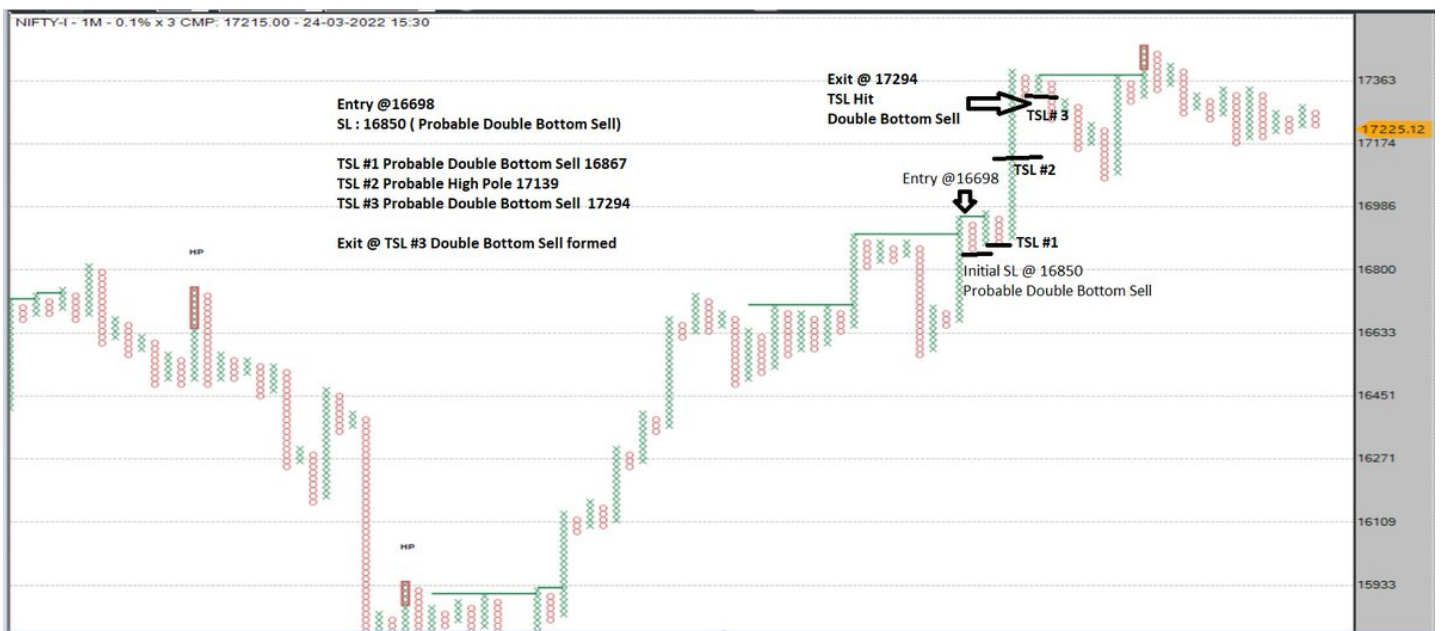 NIFTY-I - 1M - 0.1% x 3 CMP: 17215.00 - 24-03-2022 15:30
Entry @16698
SL : 16850 ( Probable Double Bottom Sell)
TSL #1 Probable Double Bottom Sell 16867
TSL #2 Probable High Pole 17139
TSL #3 Probable Double Bottom Sell 17294
Exit @ TSL #3 Double Bottom Sell formed
Exit @ 17294
TSL Hit
Double Bottom Sell
TSL# 3
TSL #2
Entry @16698
TSL #1
Initial SL @ 16850
Probable Double Bottom Sell
HP
HP
17363
17225.12
17174
16986
16800
16633
16451
16271
16109
15933